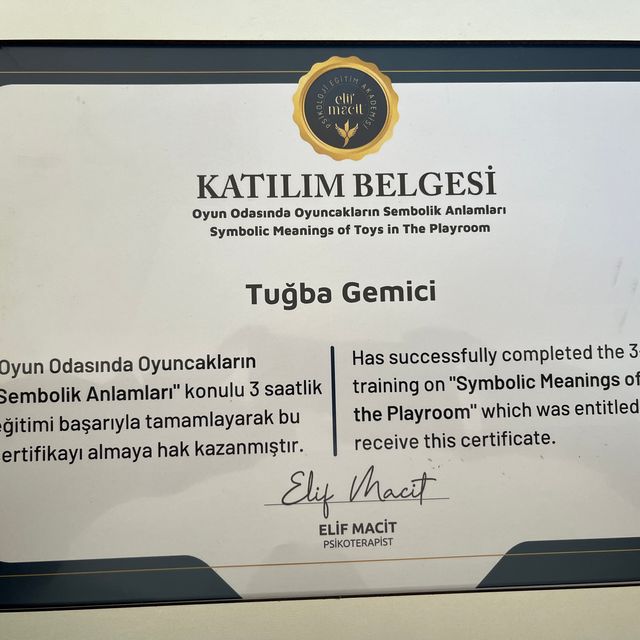 PSİKOLOJİ EĞİTİM AKADEMİSİ
elif
macit
KATILIM BELGESİ
Oyun Odasında Oyuncakların Sembolik Anlamları
Symbolic Meanings of Toys in The Playroom
Tuğba Gemici
Oyun Odasında Oyuncakların
Sembolik Anlamları" konulu 3 saatlik
eğitimi başarıyla tamamlayarak bu
ertifikayı almaya hak kazanmıştır.
Has successfully completed the 3
training on "Symbolic Meanings of
the Playroom" which was entitled
receive this certificate.
Elif Macit
ELİF MACİT
PSİKOTERAPİST